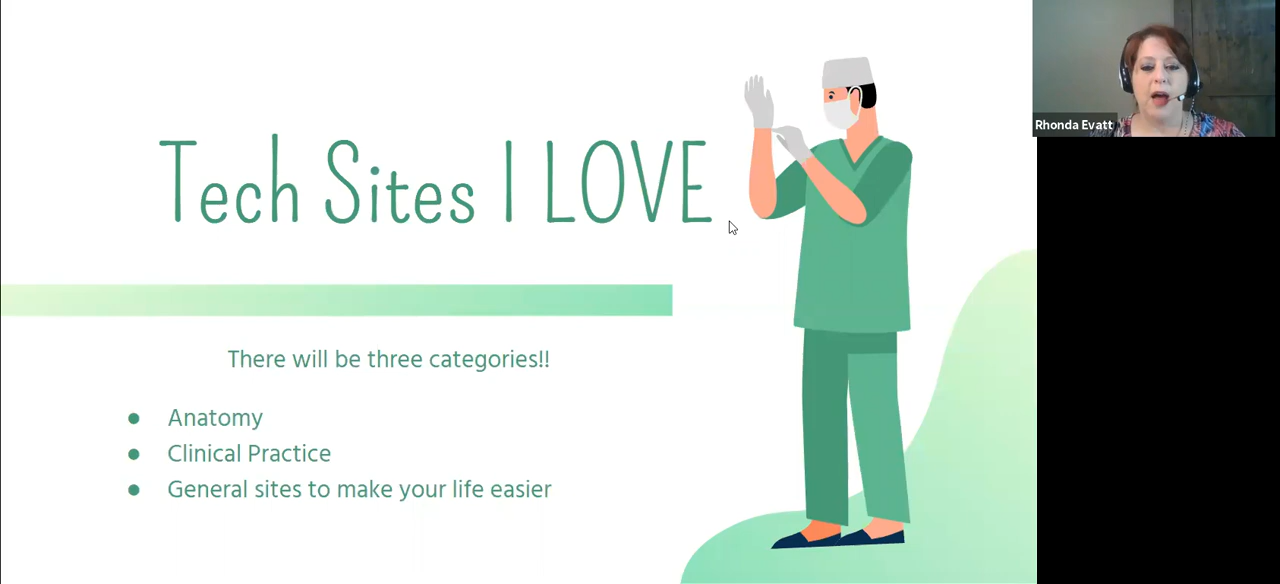 Tech Sites I LOVE
There will be three categories!!
● Anatomy
● Clinical Practice
● General sites to make your life easier
Rhonda Evatt